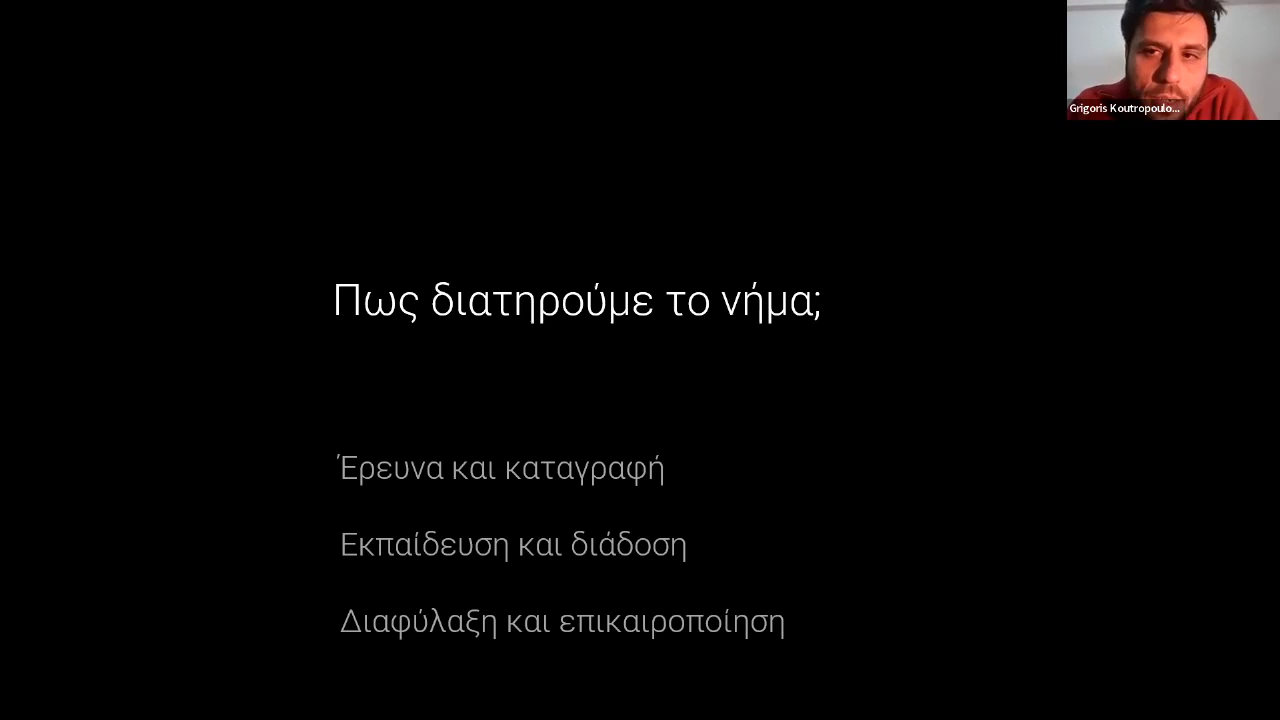 Grigoris Koutropoulo...
Πως διατηρούμε το νήμα;
Έρευνα και καταγραφή
Εκπαίδευση και διάδοση
Διαφύλαξη και επικαιροποίηση